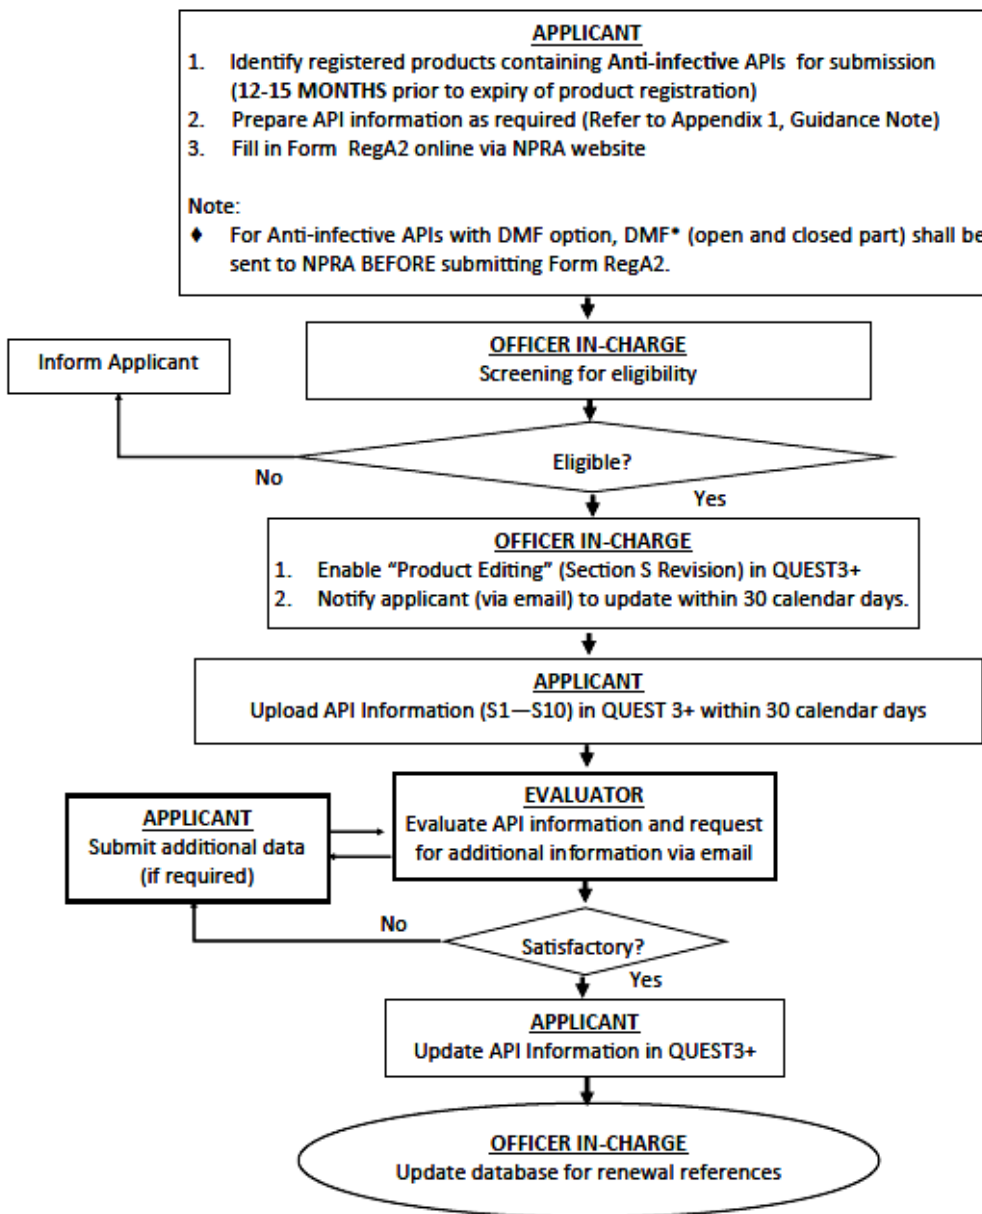 APPLICANT
1. Identify registered products containing Anti-infective APIs for submission
(12-15 MONTHS prior to expiry of product registration)
2. Prepare API information as required (Refer to Appendix 1, Guidance Note)
3. Fill in Form RegA2 online via NPRA website
Note:
♦ For Anti-infective APIs with DMF option, DMF* (open and closed part) shall be
sent to NPRA BEFORE submitting Form RegA2.
OFFICER IN-CHARGE
Screening for eligibility
Inform Applicant
Eligible?
No
Yes
OFFICER IN-CHARGE
1. Enable “Product Editing” (Section S Revision) in QUEST3+
2. Notify applicant (via email) to update within 30 calendar days.
APPLICANT
Upload API Information (S1—S10) in QUEST 3+ within 30 calendar days
EVALUATOR
Evaluate API information and request
for additional information via email
APPLICANT
Submit additional data
(if required)
No
Satisfactory?
Yes
APPLICANT
Update API Information in QUEST3+
OFFICER IN-CHARGE
Update database for renewal references